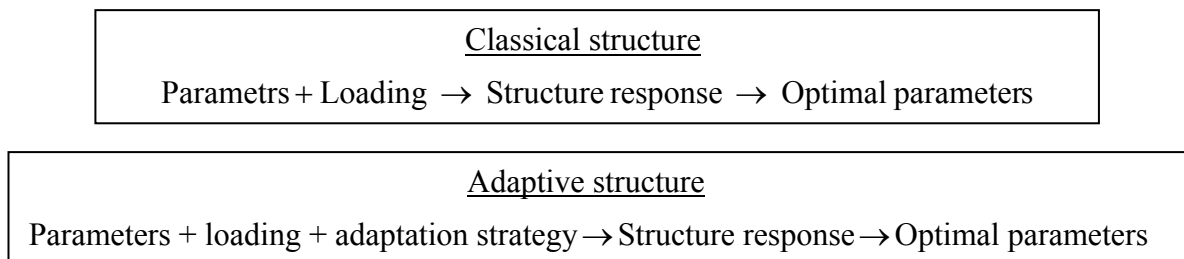 Classical structure
Parametrs + Loading → Structure response → Optimal parameters
Adaptive structure
Parameters + loading + adaptation strategy → Structure response → Optimal parameters